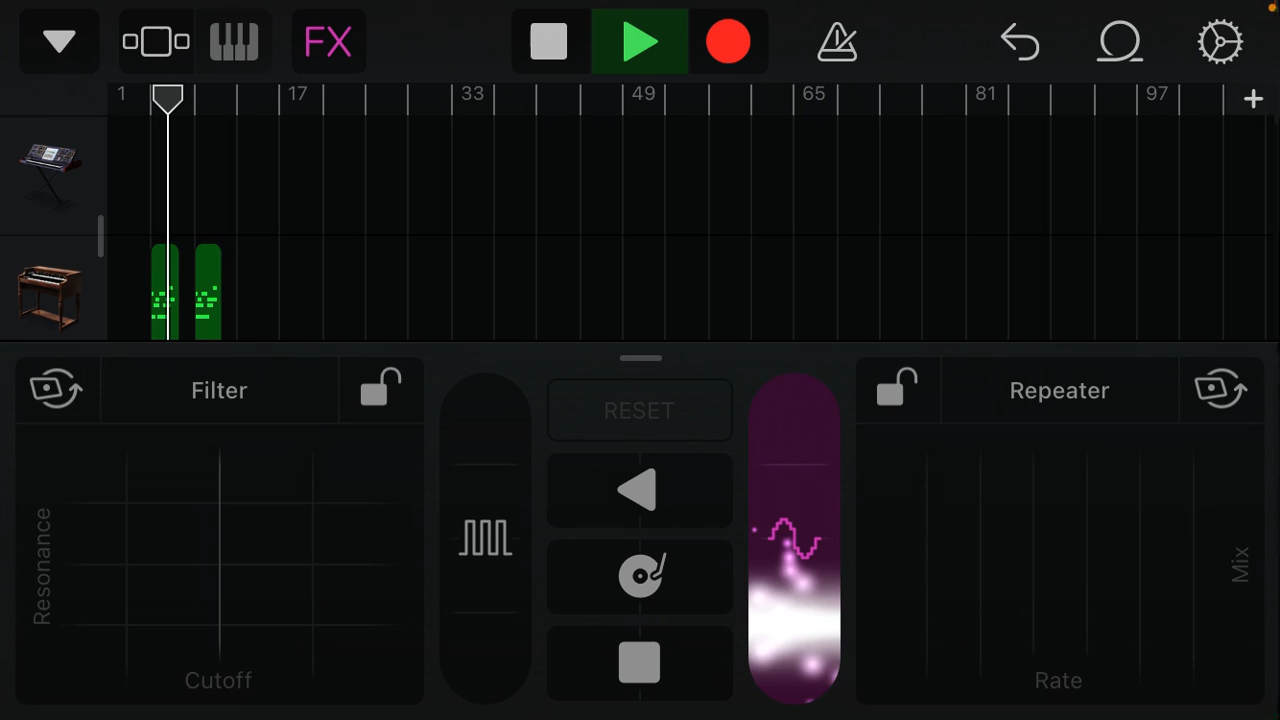 FX
1
17
33
49
65
81
97
+
Filter
RESET
Repeater
Resonance
Cutoff
Mix
Rate